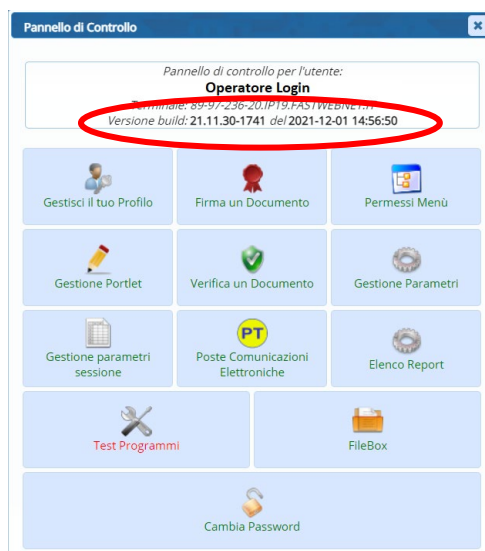 Pannello di Controllo
Pannello di controllo per l'utente:
Operatore Login
Terminale: 89-97-236-20.IP19.FASTWEBNET.IT
Versione build: 21.11.30-1741 del 2021-12-01 14:56:50
Gestisci il tuo Profilo
Firma un Documento
Permessi Menù
Gestione Portlet
Verifica un Documento
Gestione Parametri
Gestione parametri
sessione
PT
Poste Comunicazioni
Elettroniche
Elenco Report
Test Programmi
FileBox
Cambia Password